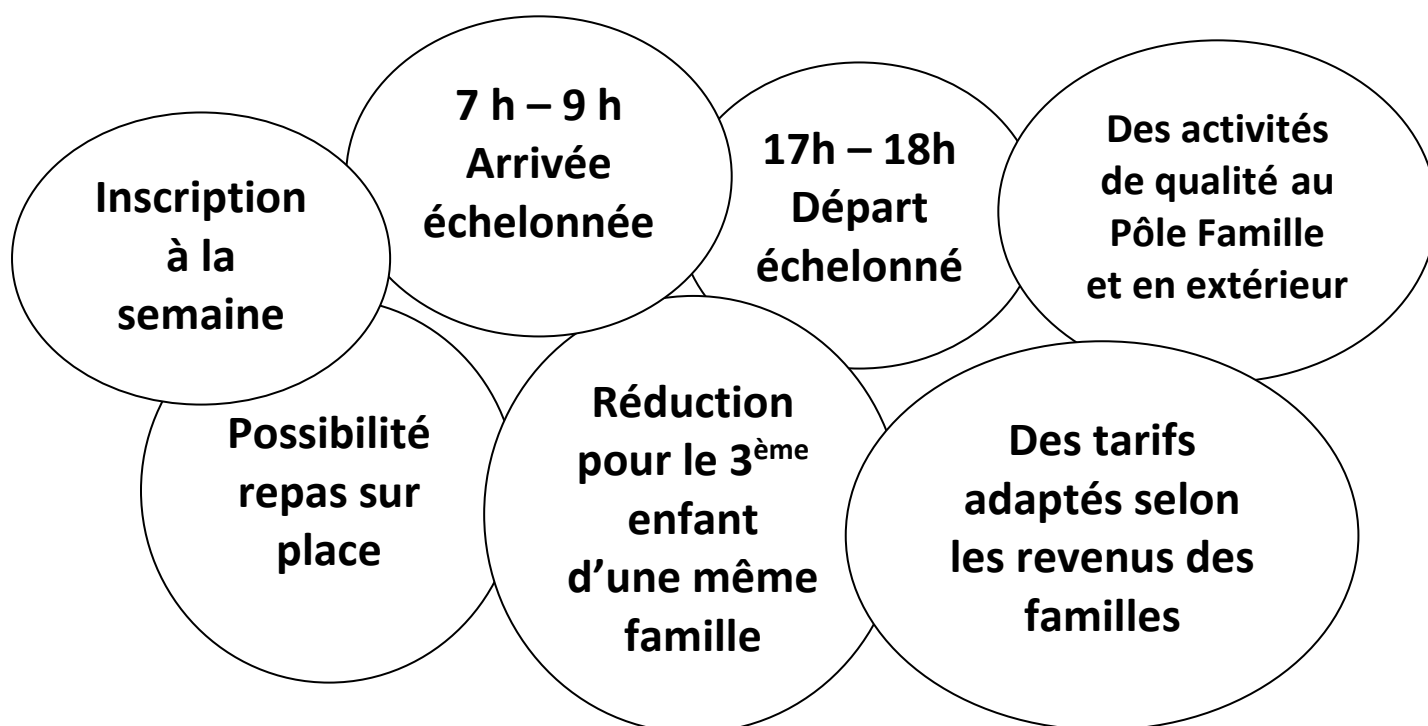 Inscription
à la
semaine
7 h – 9 h
Arrivée
échelonnée
17h – 18h
Départ
échelonné
Des activités
de qualité au
Pôle Famille
et en extérieur
Possibilité
repas sur
place
Réduction
pour le 3ème
enfant
d’une même
famille
Des tarifs
adaptés selon
les revenus des
familles